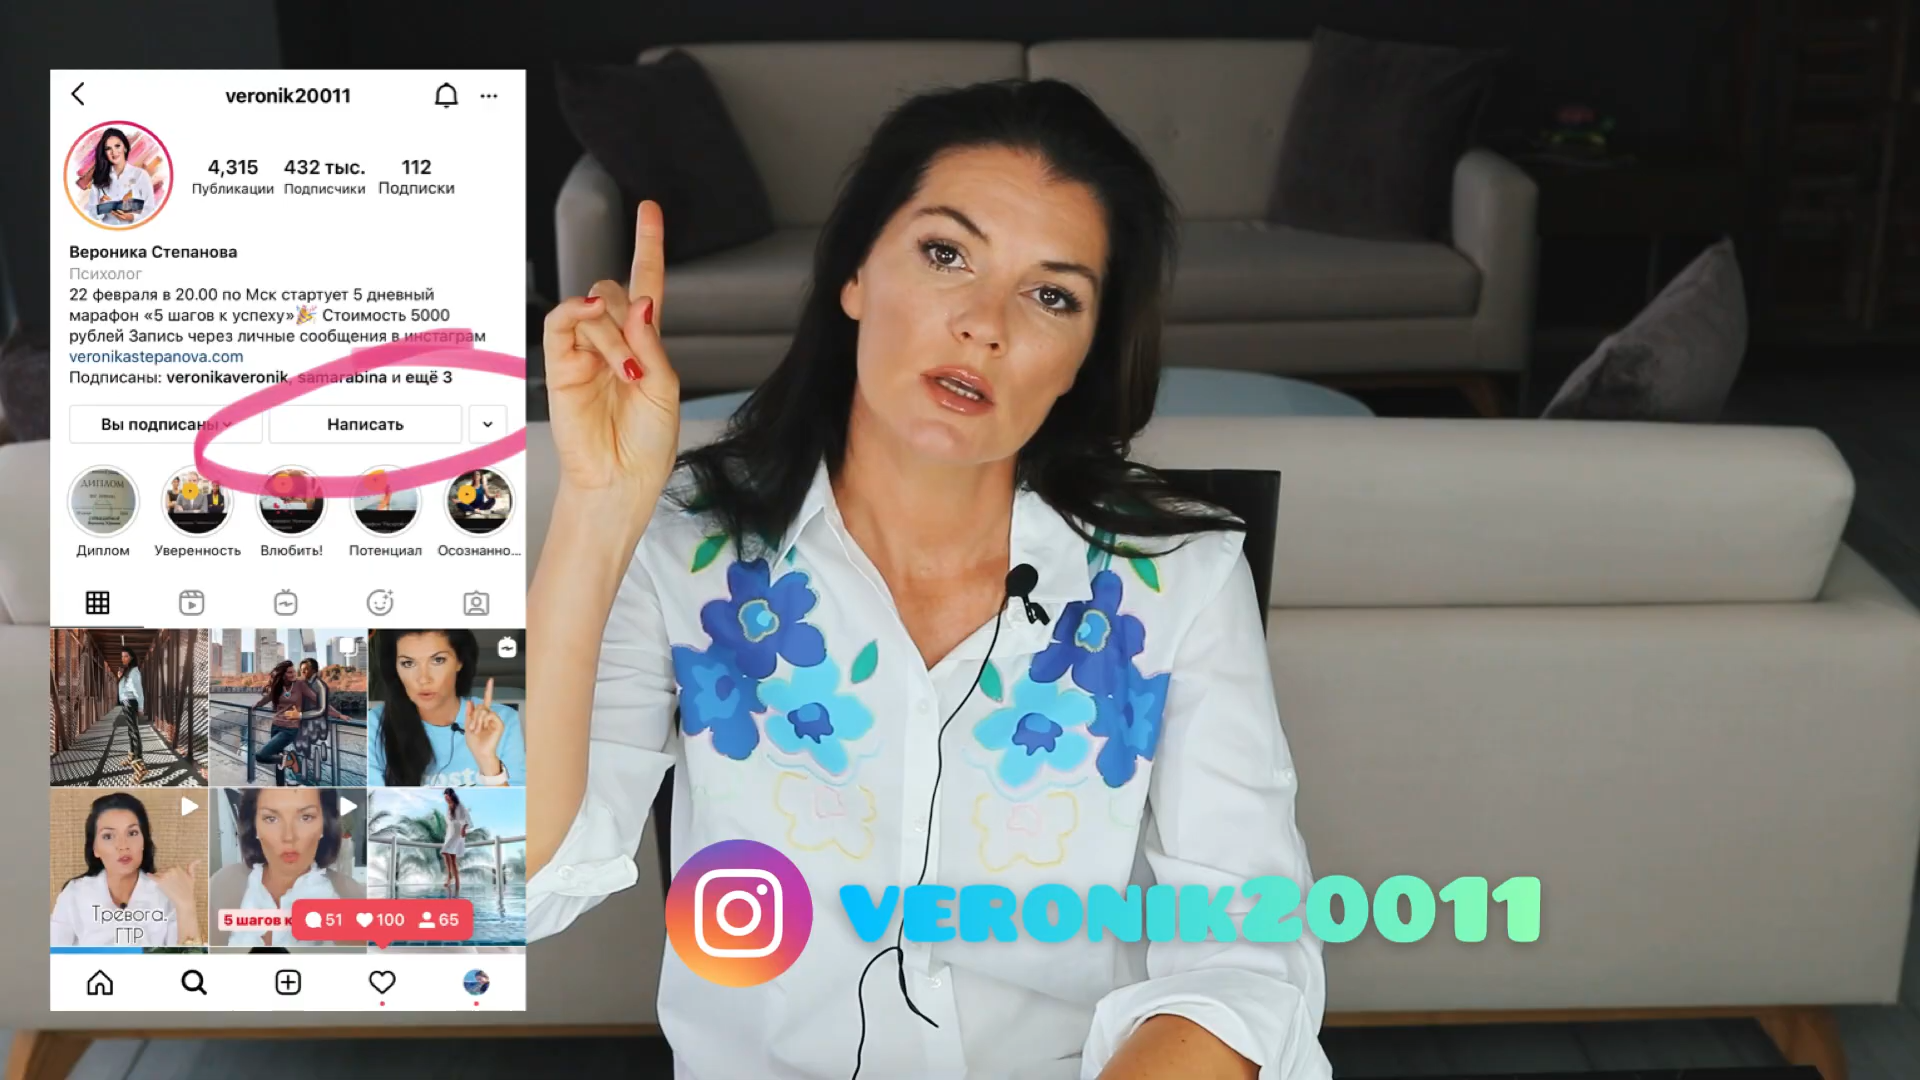 veronik20011
4,315 432 тыс. 112
Публикации Подписчики Подписки
Вероника Степанова
Психолог
22 февраля в 20.00 по Мск стартует 5 дневный
марафон «5 шагов к успеху»🎉 Стоимость 5000
рублей Запись через личные сообщения в инстаграм
veronikastepanova.com
Подписаны: veronikaveronik, samarabina и ещё 3
Вы подписаны Написать
ДИПЛОМ
Диплом Уверенность Влюбить! Потенциал Осознанно...
Тревога.
ГТР
5 шагов к
51 100 65
VERONIK20011